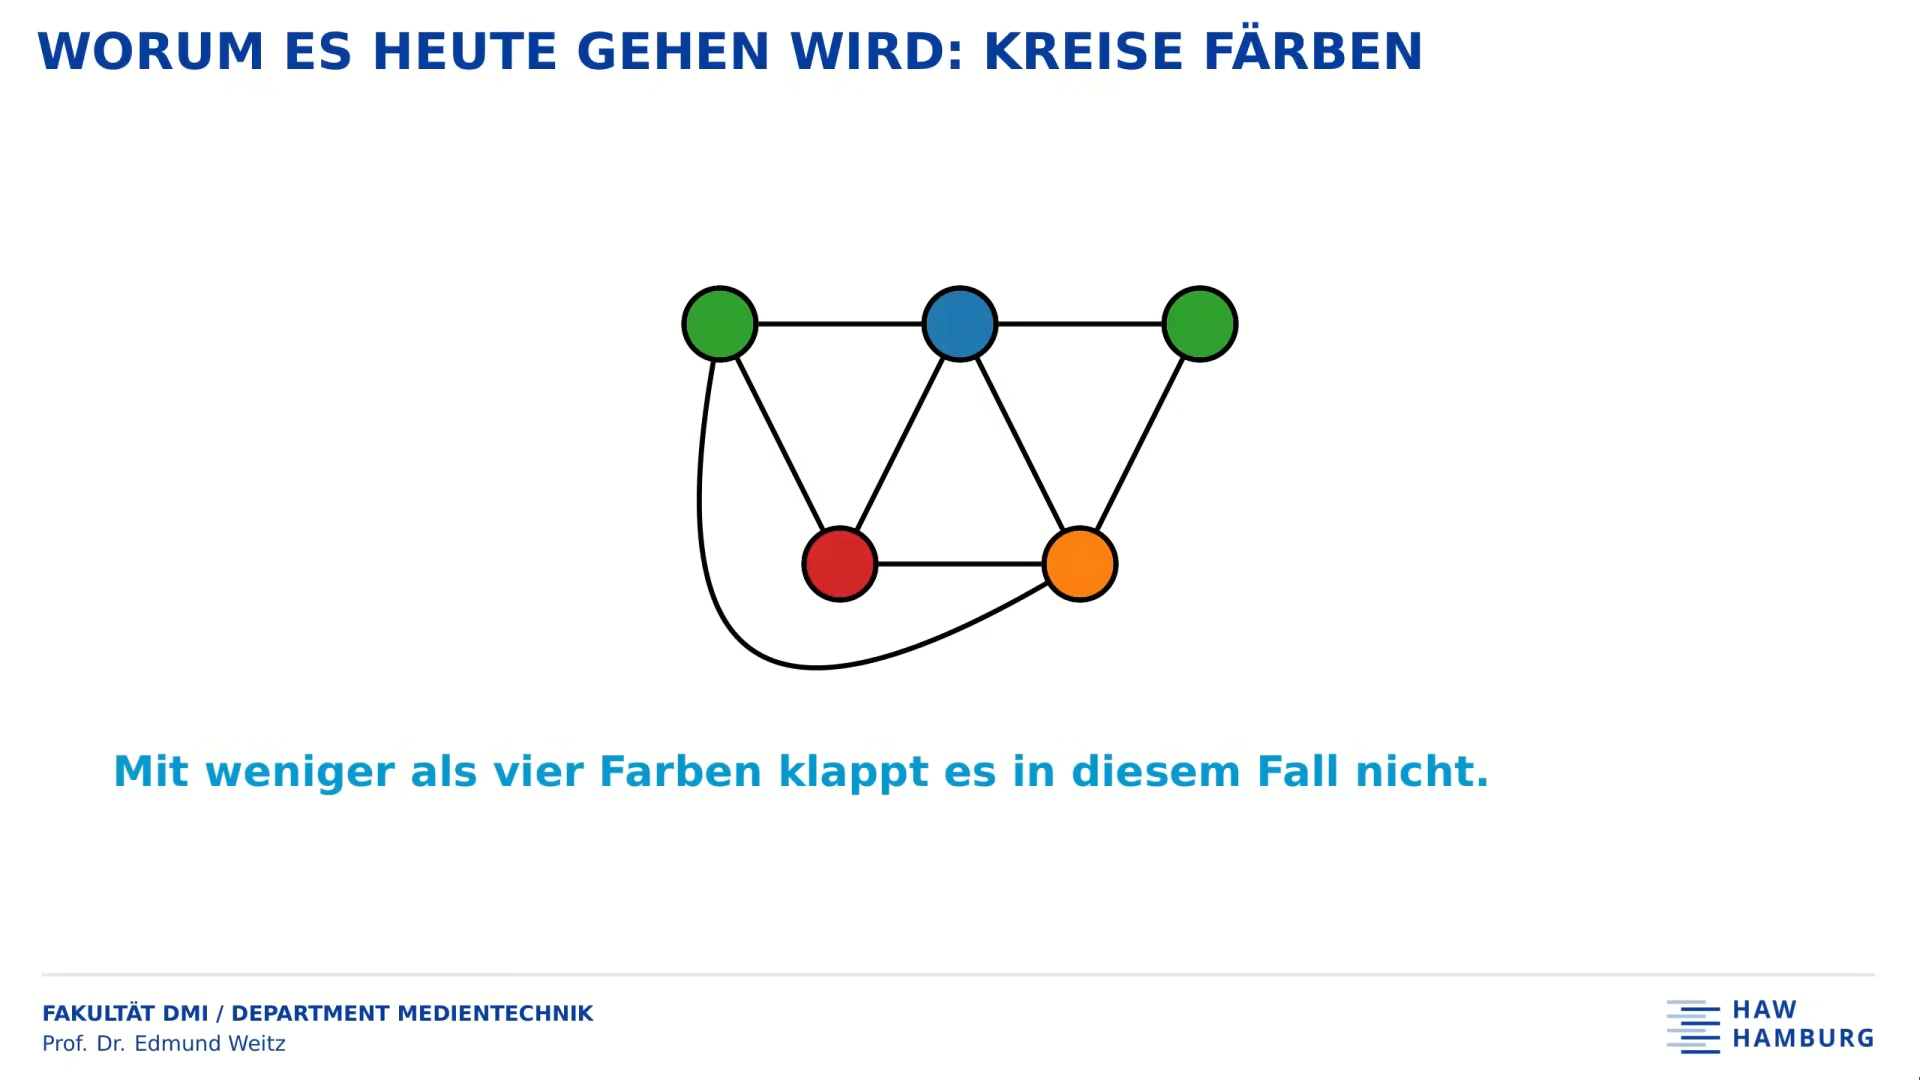 WORUM ES HEUTE GEHEN WIRD: KREISE FÄRBEN
Mit weniger als vier Farben klappt es in diesem Fall nicht.
FAKULTÄT DMI / DEPARTMENT MEDIENTECHNIK
Prof. Dr. Edmund Weitz
HAW
HAMBURG